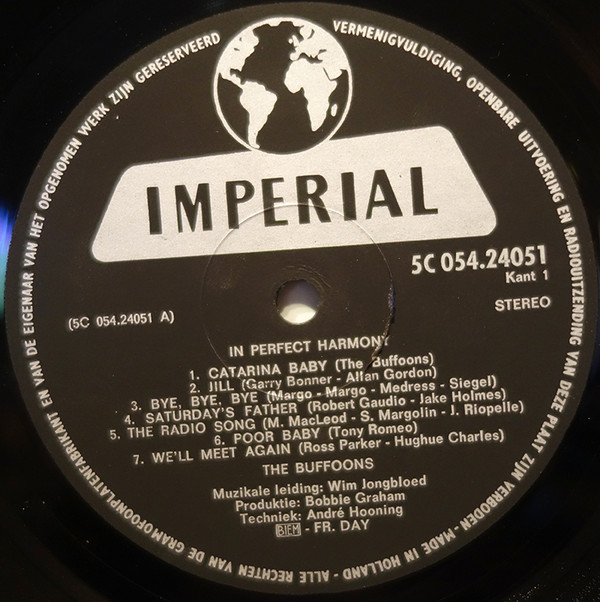 VERMENIGVULDIGING, OPENBARE UITVOERING EN RADIOUITZENDING VAN DEZE PLAAT ZIJN VERBODEN - MADE IN HOLLAND - ALLE RECHTEN VAN DE GRAMOFOONPLATENFABRIKANT EN VAN DE EIGENAAR VAN HET OPGENOMEN WERK ZIJN GERESERVEERD
IMPERIAL
5C 054.24051
Kant 1
STEREO
(5C 054.24051 A)
IN PERFECT HARMONY
1. CATARINA BABY (The Buffoons)
2. JILL (Garry Bonner - Allan Gordon)
3. BYE, BYE, BYE (Margo - Margo - Medress - Siegel)
4. SATURDAY'S FATHER (Robert Gaudio - Jake Holmes)
5. THE RADIO SONG (M. MacLeod - S. Margolin - J. Riopelle)
6. POOR BABY (Tony Romeo)
7. WE'LL MEET AGAIN (Ross Parker - Hughue Charles)
THE BUFFOONS
Muzikale leiding: Wim Jongbloed
Produktie: Bobbie Graham
Techniek: André Hooning
BIEM - FR. DAY